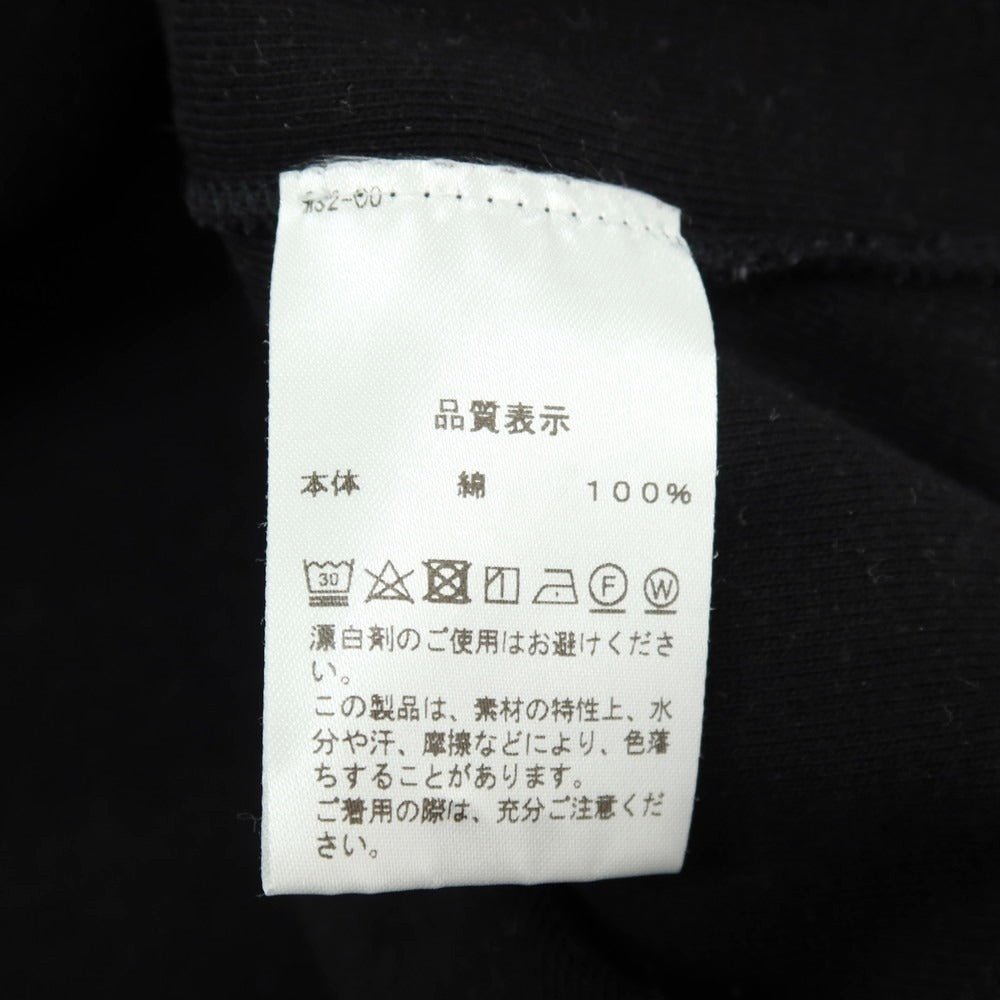 品質表示
本体 綿 100%
30
F W
漂白剤のご使用はお避けくださ
い。
この製品は、素材の特性上、水
分や汗、摩擦などにより、色落
ちすることがあります。
ご着用の際は、充分ご注意くだ
さい。